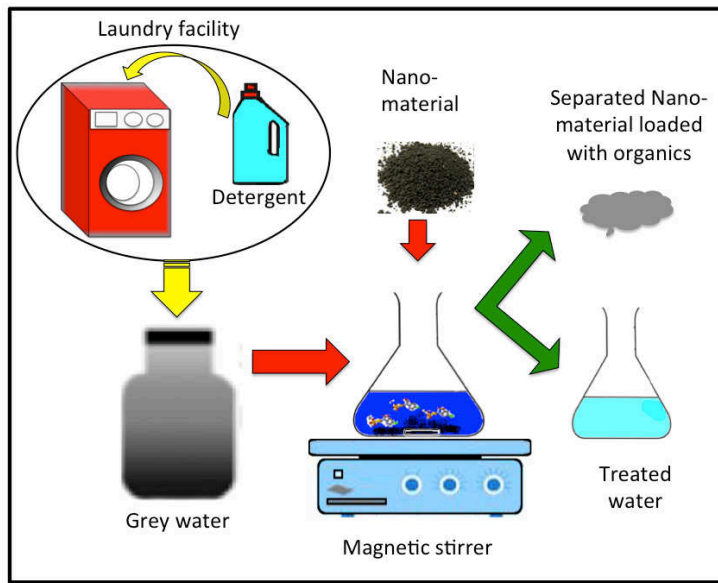 Laundry facility
Detergent
Nano-
material
Separated Nano-
material loaded
with organics
Grey water
Magnetic stirrer
Treated
water